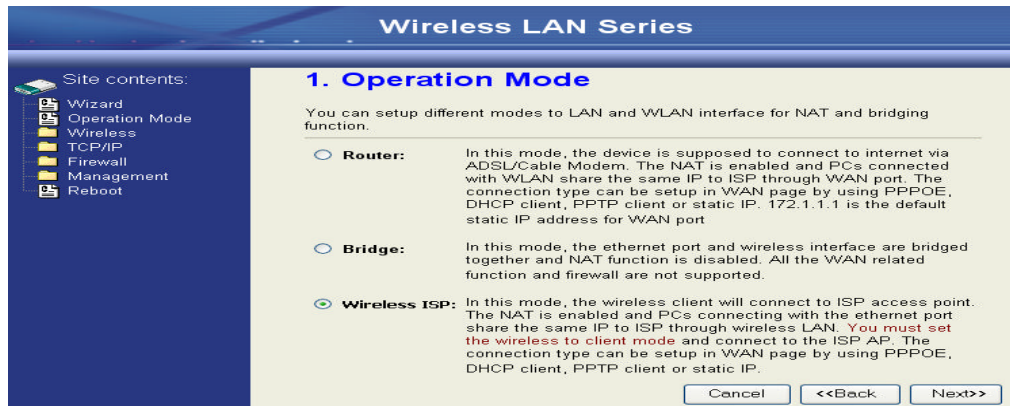 Wireless LAN Series
Site contents:
Wizard
Operation Mode
Wireless
TCP/IP
Firewall
Management
Reboot
1. Operation Mode
You can setup different modes to LAN and WLAN interface for NAT and bridging
function.
Router:
In this mode, the device is supposed to connect to internet via
ADSL/Cable Modem. The NAT is enabled and PCs connected
with WLAN share the same IP to ISP through WAN port. The
connection type can be setup in WAN page by using PPPOE,
DHCP client, PPTP client or static IP. 172.1.1.1 is the default
static IP address for WAN port
Bridge:
In this mode, the ethernet port and wireless interface are bridged
together and NAT function is disabled. All the WAN related
function and firewall are not supported.
Wireless ISP:
In this mode, the wireless client will connect to ISP access point.
The NAT is enabled and PCs connecting with the ethernet port
share the same IP to ISP through wireless LAN. You must set
the wireless to client mode and connect to the ISP AP. The
connection type can be setup in WAN page by using PPPOE,
DHCP client, PPTP client or static IP.
Cancel
<<Back
Next>>